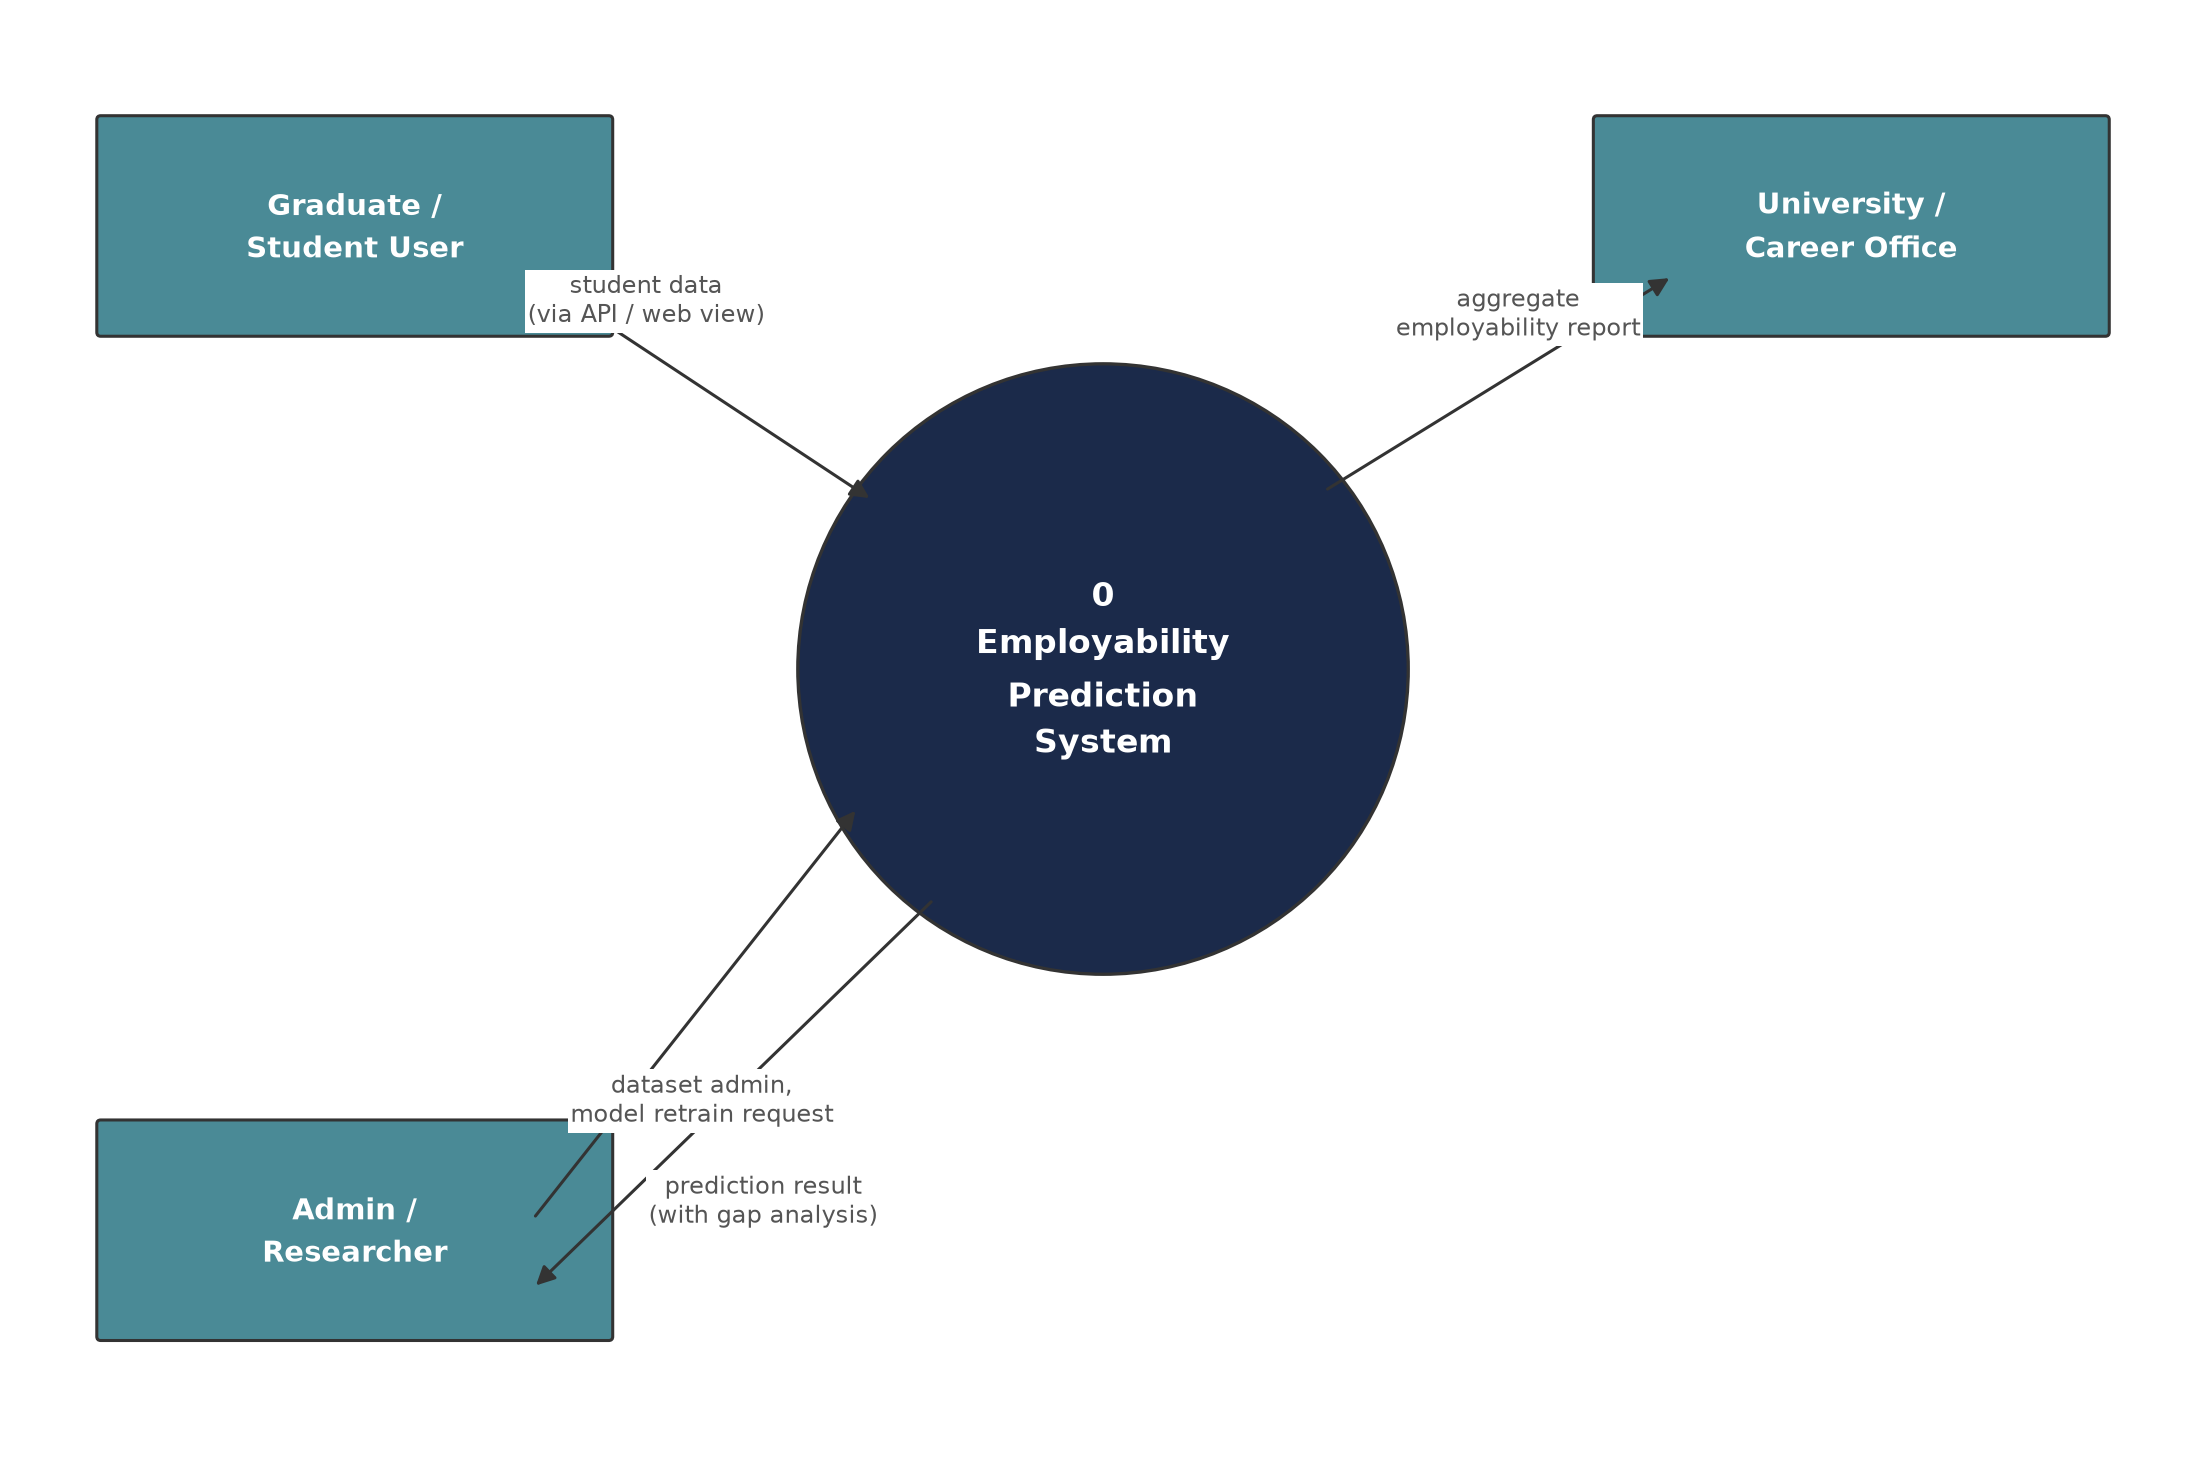 Graduate /
Student User
University /
Career Office
student data
(via API / web view)
aggregate
employability report
0
Employability
Prediction
System
dataset admin,
model retrain request
Admin /
Researcher
prediction result
(with gap analysis)